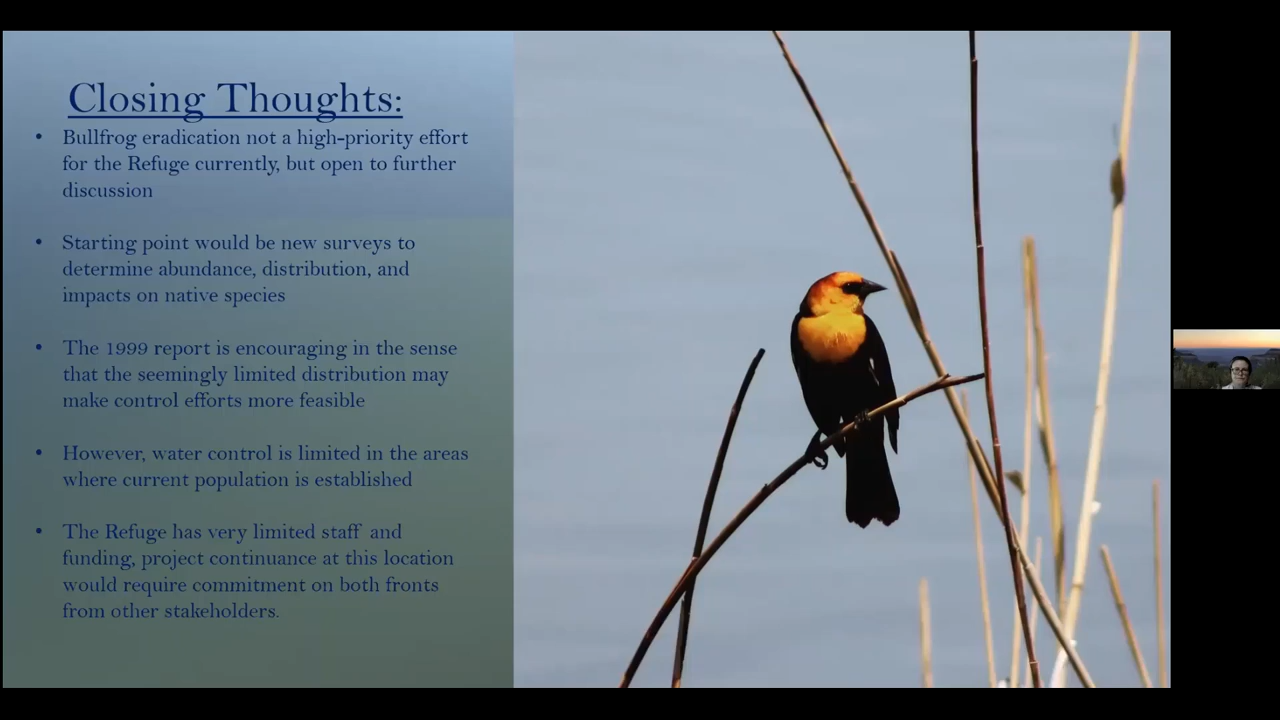 Closing Thoughts:
• Bullfrog eradication not a high-priority effort
for the Refuge currently, but open to further
discussion
• Starting point would be new surveys to
determine abundance, distribution, and
impacts on native species
• The 1999 report is encouraging in the sense
that the seemingly limited distribution may
make control efforts more feasible
• However, water control is limited in the areas
where current population is established
• The Refuge has very limited staff and
funding, project continuance at this location
would require commitment on both fronts
from other stakeholders.